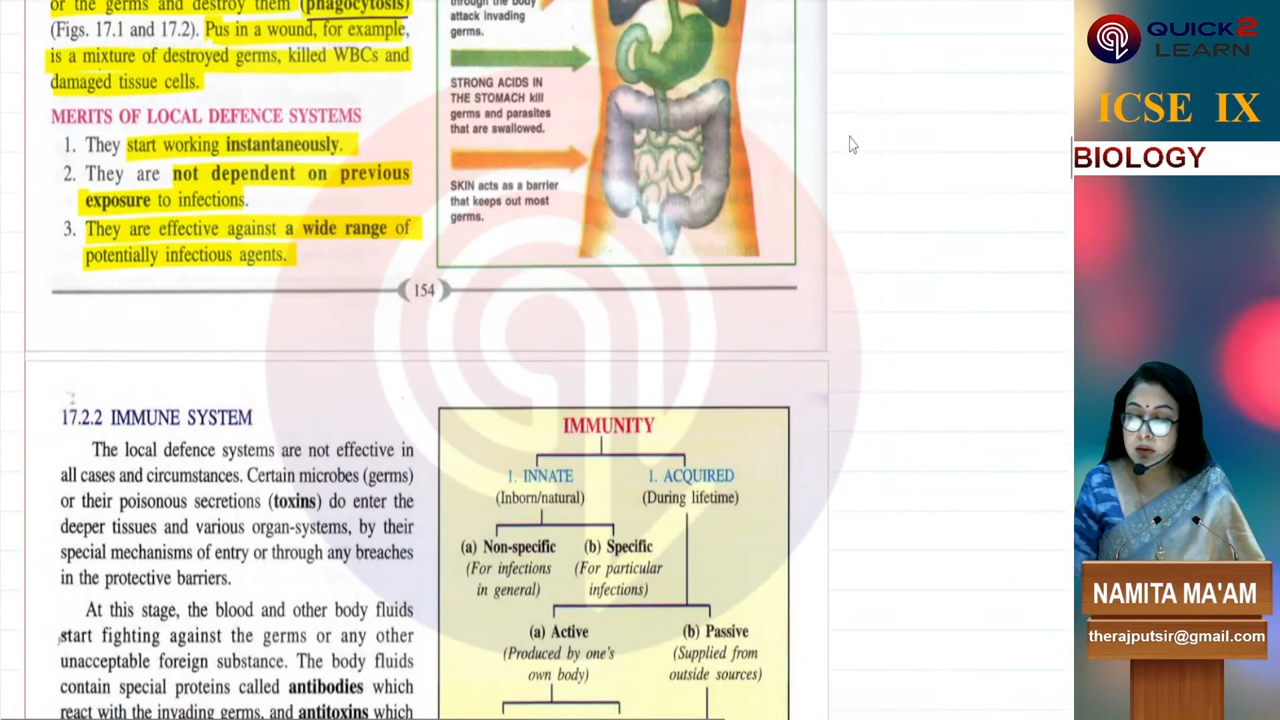 or the germs and destroy them (phagocytosis)
(Figs. 17.1 and 17.2). Pus in a wound, for example,
is a mixture of destroyed germs, killed WBCs and
damaged tissue cells.
MERITS OF LOCAL DEFENCE SYSTEMS
1. They start working instantaneously.
2. They are not dependent on previous
exposure to infections.
3. They are effective against a wide range of
potentially infectious agents.
through the body
attack invading
germs.
STRONG ACIDS IN
THE STOMACH kill
germs and parasites
that are swallowed.
SKIN acts as a barrier
that keeps out most
germs.
154
17.2.2 IMMUNE SYSTEM
The local defence systems are not effective in
all cases and circumstances. Certain microbes (germs)
or their poisonous secretions (toxins) do enter the
deeper tissues and various organ-systems, by their
special mechanisms of entry or through any breaches
in the protective barriers.
At this stage, the blood and other body fluids
start fighting against the germs or any other
unacceptable foreign substance. The body fluids
contain special proteins called antibodies which
react with the invading germs, and antitoxins which
IMMUNITY
1. INNATE
(Inborn/natural)
1. ACQUIRED
(During lifetime)
(a) Non-specific
(For infections
in general)
(b) Specific
(For particular
infections)
(a) Active
(Produced by one's
own body)
(b) Passive
(Supplied from
outside sources)
QUICK2
LEARN
ICSE IX
BIOLOGY
NAMITA MA'AM
therajputsir@gmail.com